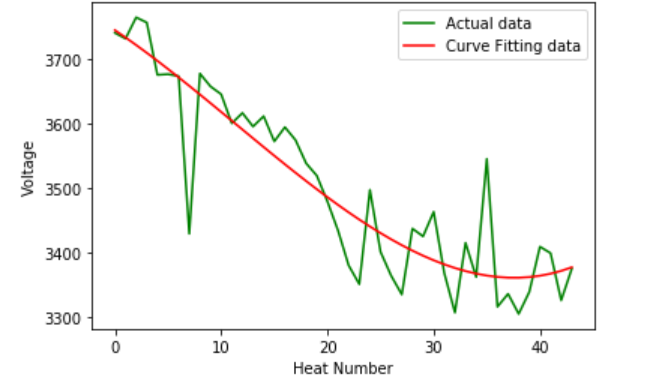 Actual data
Curve Fitting data
3700
3600
3500
3400
3300
Voltage
0 10 20 30 40
Heat Number